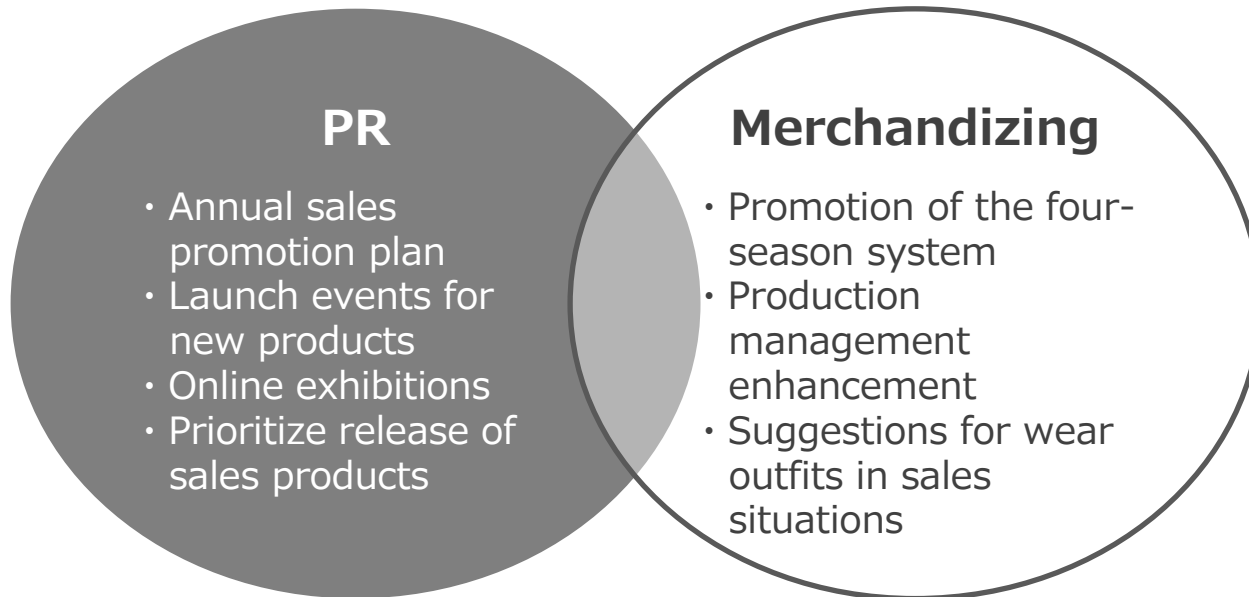 PR
・Annual sales
promotion plan
・Launch events for
new products
・Online exhibitions
・Prioritize release of
sales products
Merchandizing
・Promotion of the four-
season system
・Production
management
enhancement
・Suggestions for wear
outfits in sales
situations